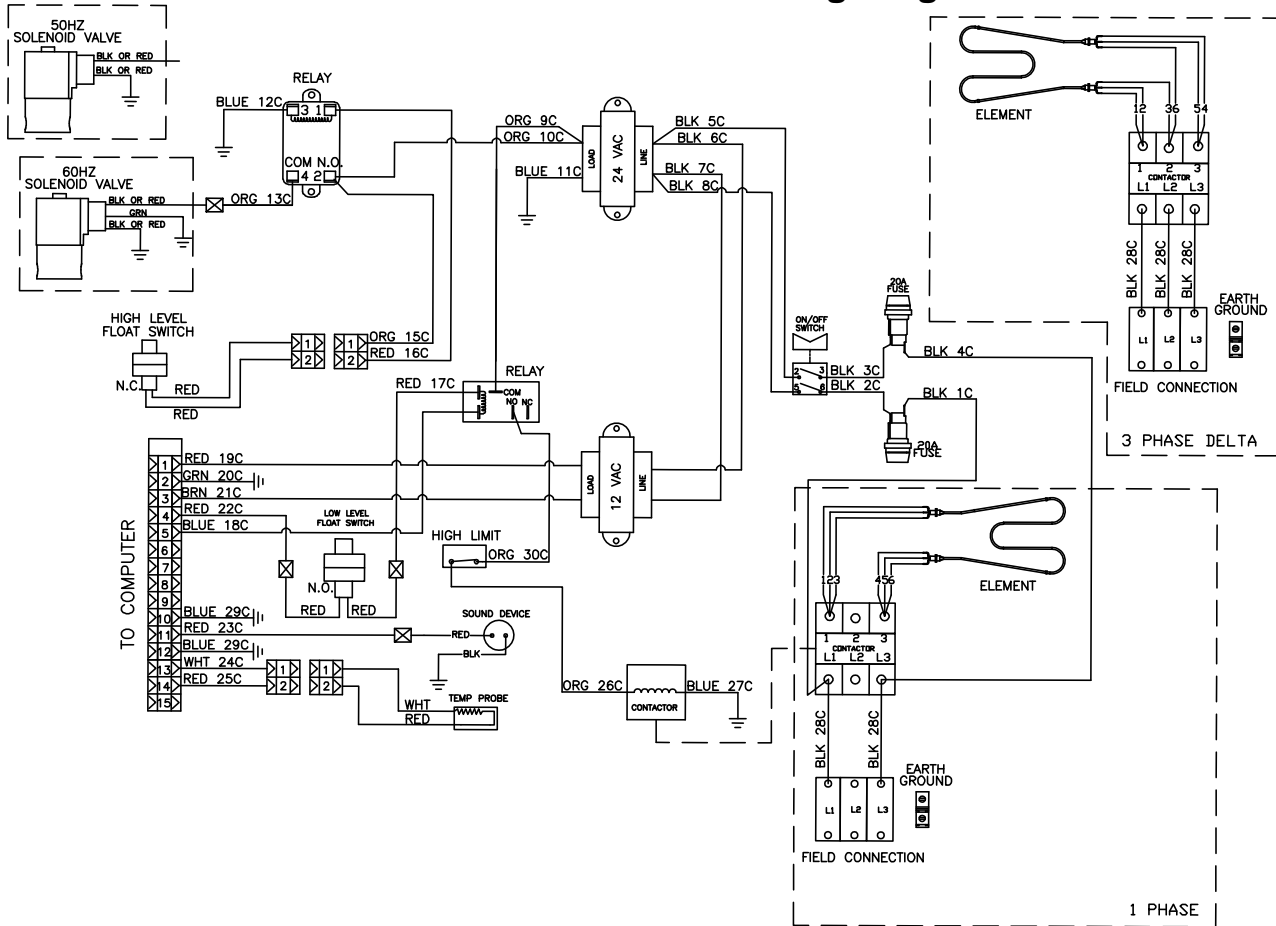 50HZ
SOLENOID VALVE
BLK OR RED
BLK OR RED
60HZ
SOLENOID VALVE
BLK OR RED
GRN
BLK OR RED
RELAY
BLUE 12C
3 1
COM N.O.
4 2
ORG 13C
HIGH LEVEL
FLOAT SWITCH
N.C.
RED
RED
1
2
1
2
ORG 15C
RED 16C
ORG 9C
ORG 10C
BLUE 11C
LOAD
24 VAC
LINE
BLK 5C
BLK 6C
BLK 7C
BLK 8C
RELAY
RED 17C
COM
NO NC
ON/OFF
SWITCH
2 3
5 6
20A
FUSE
BLK 4C
BLK 3C
BLK 2C
BLK 1C
20A
FUSE
ELEMENT
12 36 54
1 2 3
CONTACTOR
L1 L2 L3
BLK 28C
BLK 28C
BLK 28C
EARTH
GROUND
L1 L2 L3
FIELD CONNECTION
3 PHASE DELTA
TO COMPUTER
1
2
3
4
5
6
7
8
9
10
11
12
13
14
15
RED 19C
GRN 20C
BRN 21C
RED 22C
BLUE 18C
BLUE 29C
RED 23C
BLUE 29C
WHT 24C
RED 25C
LOW LEVEL
FLOAT SWITCH
N.O.
RED
RED
HIGH LIMIT
ORG 30C
LOAD
12 VAC
LINE
SOUND DEVICE
RED
BLK
1
2
1
2
WHT
RED
TEMP PROBE
ORG 26C
BLUE 27C
CONTACTOR
ELEMENT
123
456
1 2 3
CONTACTOR
L1 L2 L3
BLK 28C
BLK 28C
EARTH
GROUND
L1 L2 L3
FIELD CONNECTION
1 PHASE